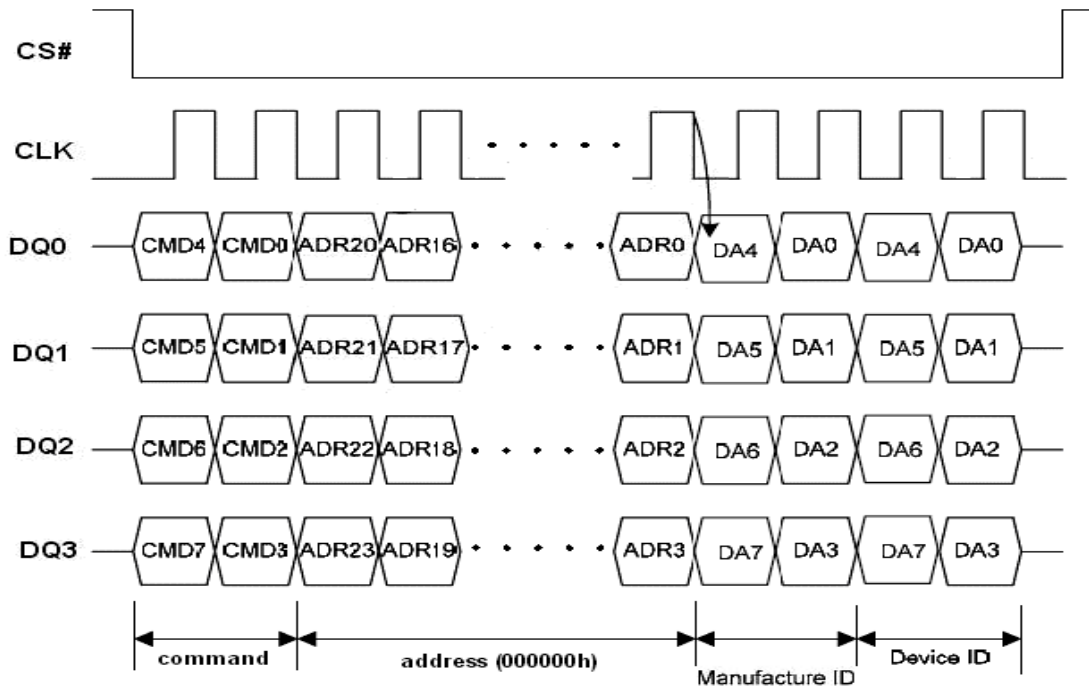 CS#
CLK
DQ0 CMD4 CMD0 ADR20 ADR16 ADR0 DA4 DA0 DA4 DA0
DQ1 CMD5 CMD1 ADR21 ADR17 ADR1 DA5 DA1 DA5 DA1
DQ2 CMD6 CMD2 ADR22 ADR18 ADR2 DA6 DA2 DA6 DA2
DQ3 CMD7 CMD3 ADR23 ADR19 ADR3 DA7 DA3 DA7 DA3
command address (000000h) Manufacture ID Device ID